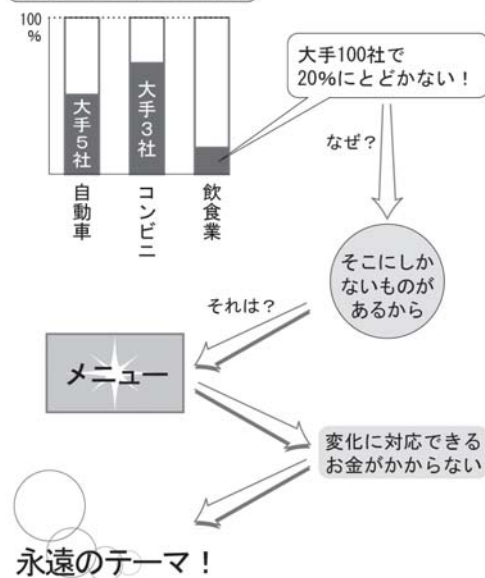 100
%
大手5社
大手3社
自動車
コンビニ
飲食業
大手100社で
20%にとどかない！
なぜ？
そこにしか
ないものが
あるから
それは？
メニュー
変化に対応できる
お金がかからない
永遠のテーマ！